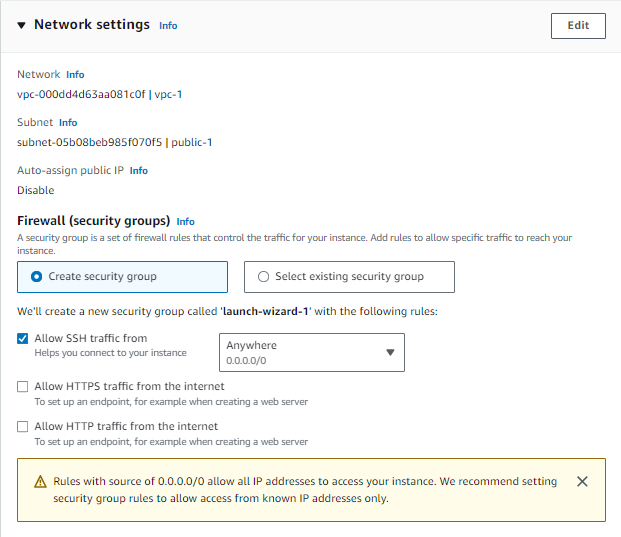 Network settings Info
Edit
Network Info
vpc-000dd4d63aa081c0f | vpc-1
Subnet Info
subnet-05b08beb985f070f5 | public-1
Auto-assign public IP Info
Disable
Firewall (security groups) Info
A security group is a set of firewall rules that control the traffic for your instance. Add rules to allow specific traffic to reach your
instance.
Create security group
Select existing security group
We'll create a new security group called 'launch-wizard-1' with the following rules:
Allow SSH traffic from
Helps you connect to your instance
Anywhere
0.0.0.0/0
Allow HTTPS traffic from the internet
To set up an endpoint, for example when creating a web server
Allow HTTP traffic from the internet
To set up an endpoint, for example when creating a web server
Rules with source of 0.0.0.0/0 allow all IP addresses to access your instance. We recommend setting
security group rules to allow access from known IP addresses only.